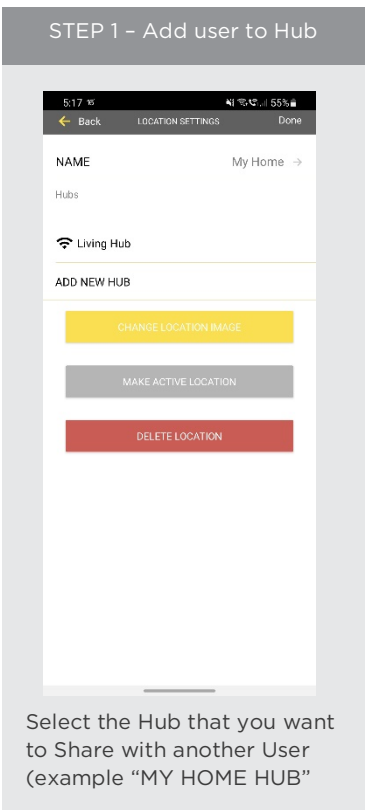 STEP 1 – Add user to Hub
5:17
55%
Back LOCATION SETTINGS Done
NAME My Home →
Hubs
Living Hub
ADD NEW HUB
CHANGE LOCATION IMAGE
MAKE ACTIVE LOCATION
DELETE LOCATION
Select the Hub that you want
to Share with another User
(example “MY HOME HUB”